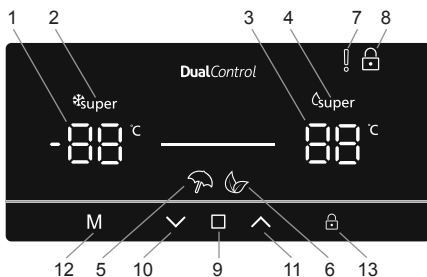 1 2 3 4 7 8
DualControl
super super
-88 °C 88 °C
M
12 5 10 9 11 6 13